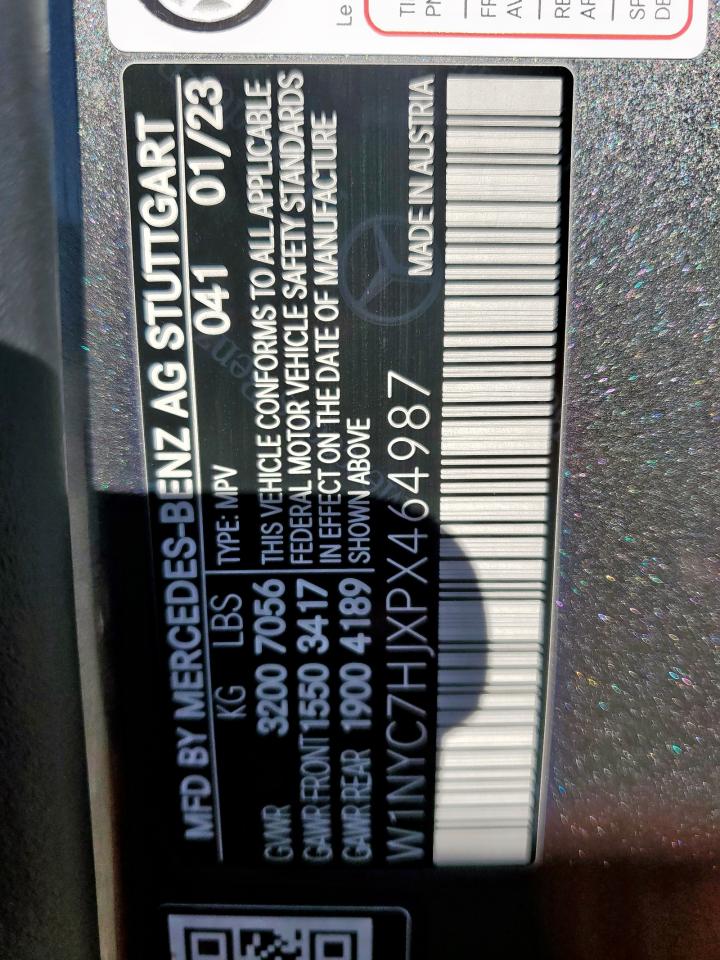 MFD BY MERCEDES-BENZ AG STUTTGART
KG LBS
041 01/23
GVWR 3200 7056
GAWR FRONT 1550 3417
GAWR REAR 1900 4189
TYPE: MPV
THIS VEHICLE CONFORMS TO ALL APPLICABLE
FEDERAL MOTOR VEHICLE SAFETY STANDARDS
IN EFFECT ON THE DATE OF MANUFACTURE
SHOWN ABOVE
MADE IN AUSTRIA
W1NYC7HJXPX464987
Le